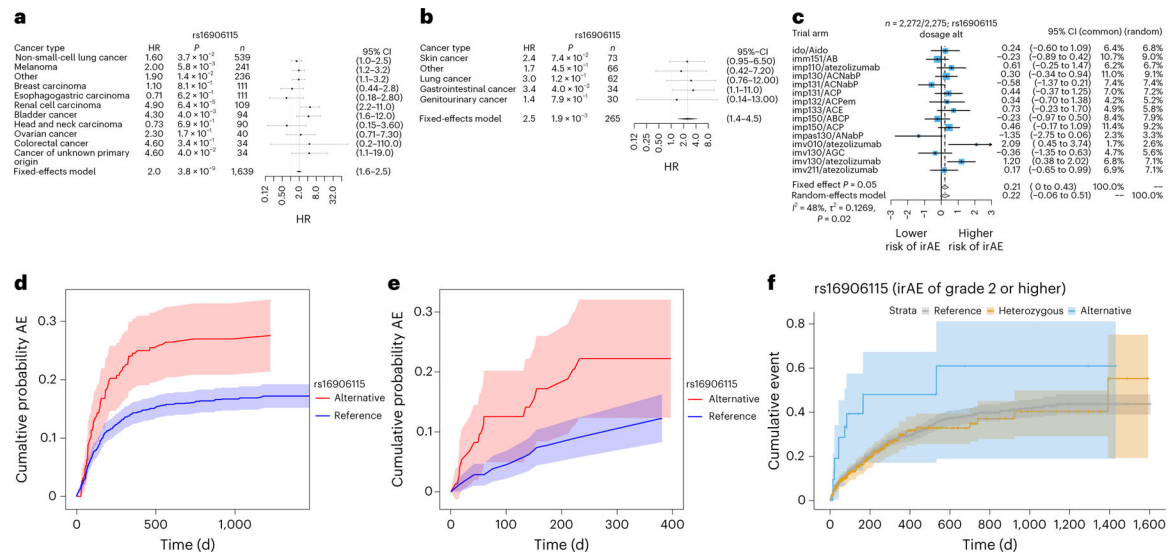 a
rs16906115
Cancer type HR P n 95% CI
Non-small-cell lung cancer 1.60 3.7 × 10⁻² 539 (1.0–2.5)
Melanoma 2.00 5.8 × 10⁻³ 241 (1.2–3.2)
Other 1.90 1.4 × 10⁻² 236 (1.1–3.2)
Breast carcinoma 1.10 8.1 × 10⁻¹ 111 (0.44–2.8)
Esophagogastric carcinoma 0.71 6.2 × 10⁻¹ 111 (0.18–2.80)
Renal cell carcinoma 4.90 6.4 × 10⁻⁵ 109 (2.2–11.0)
Bladder cancer 4.30 4.0 × 10⁻³ 94 (1.6–12.0)
Head and neck carcinoma 0.73 6.9 × 10⁻¹ 90 (0.15–3.60)
Ovarian cancer 2.30 1.7 × 10⁻¹ 40 (0.71–7.30)
Colorectal cancer 4.60 3.4 × 10⁻¹ 34 (0.2–110.0)
Cancer of unknown primary origin 4.60 4.0 × 10⁻² 34 (1.1–19.0)
Fixed-effects model 2.0 3.8 × 10⁻⁹ 1,639 (1.6–2.5)
0.12 0.50 2.0 8.0 32.0
HR
b
rs16906115
Cancer type HR P n 95%–CI
Skin cancer 2.4 7.4 × 10⁻² 73 (0.95–6.50)
Other 1.7 4.5 × 10⁻¹ 66 (0.42–7.20)
Lung cancer 3.0 1.2 × 10⁻¹ 62 (0.76–12.00)
Gastrointestinal cancer 3.4 4.0 × 10⁻² 34 (1.1–11.0)
Genitourinary cancer 1.4 7.9 × 10⁻¹ 30 (0.14–13.00)
Fixed-effects model 2.5 1.9 × 10⁻³ 265 (1.4–4.5)
0.12 0.25 0.50 1.0 2.0 4.0 8.0
HR
c
n = 2,272/2,275; rs16906115
Trial arm dosage alt 95% CI (common) (random)
ido/Aido 0.24 (−0.60 to 1.09) 6.4% 6.8%
imm151/AB −0.23 (−0.89 to 0.42) 10.7% 9.0%
imp110/atezolizumab 0.61 (−0.25 to 1.47) 6.2% 6.7%
imp130/ACNabP 0.30 (−0.34 to 0.94) 11.0% 9.1%
imp131/ACNabP −0.58 (−1.37 to 0.21) 7.4% 7.4%
imp131/ACP 0.44 (−0.37 to 1.25) 7.0% 7.2%
imp132/ACPem 0.34 (−0.70 to 1.38) 4.2% 5.2%
imp133/ACE 0.73 (−0.23 to 1.70) 4.9% 5.8%
imp150/ABCP −0.23 (−0.97 to 0.50) 8.4% 7.9%
imp150/ACP 0.46 (−0.17 to 1.09) 11.4% 9.2%
impas130/ANabP −1.35 (−2.75 to 0.06) 2.3% 3.4%
imv010/atezolizumab 2.09 (0.45 to 3.74) 1.7% 2.6%
imv130/AGC −0.36 (−1.35 to 0.63) 4.7% 5.6%
imv130/atezolizumab 1.20 (0.38 to 2.02) 6.8% 7.1%
imv211/atezolizumab 0.17 (−0.65 to 0.99) 6.9% 7.1%
Fixed effect P = 0.05 0.21 ( 0 to 0.43) 100.0% −−
Random-effects model 0.22 (−0.06 to 0.51) −− 100.0%
I² = 48%, τ² = 0.1269,
P = 0.02
−3 −2 −1 0 1 2 3
Lower risk of irAE
Higher risk of irAE
d
Cumaltive probability AE
0.3
0.2
0.1
0
0 500 1,000
Time (d)
rs16906115
Alternative
Reference
e
Cumulative probability AE
0.3
0.2
0.1
0
0 100 200 300 400
Time (d)
rs16906115
Alternative
Reference
f
rs16906115 (irAE of grade 2 or higher)
Strata Reference Heterozygous Alternative
Cumulative event
0.8
0.6
0.4
0.2
0
0 200 400 600 800 1,000 1,200 1,400 1,600
Time (d)